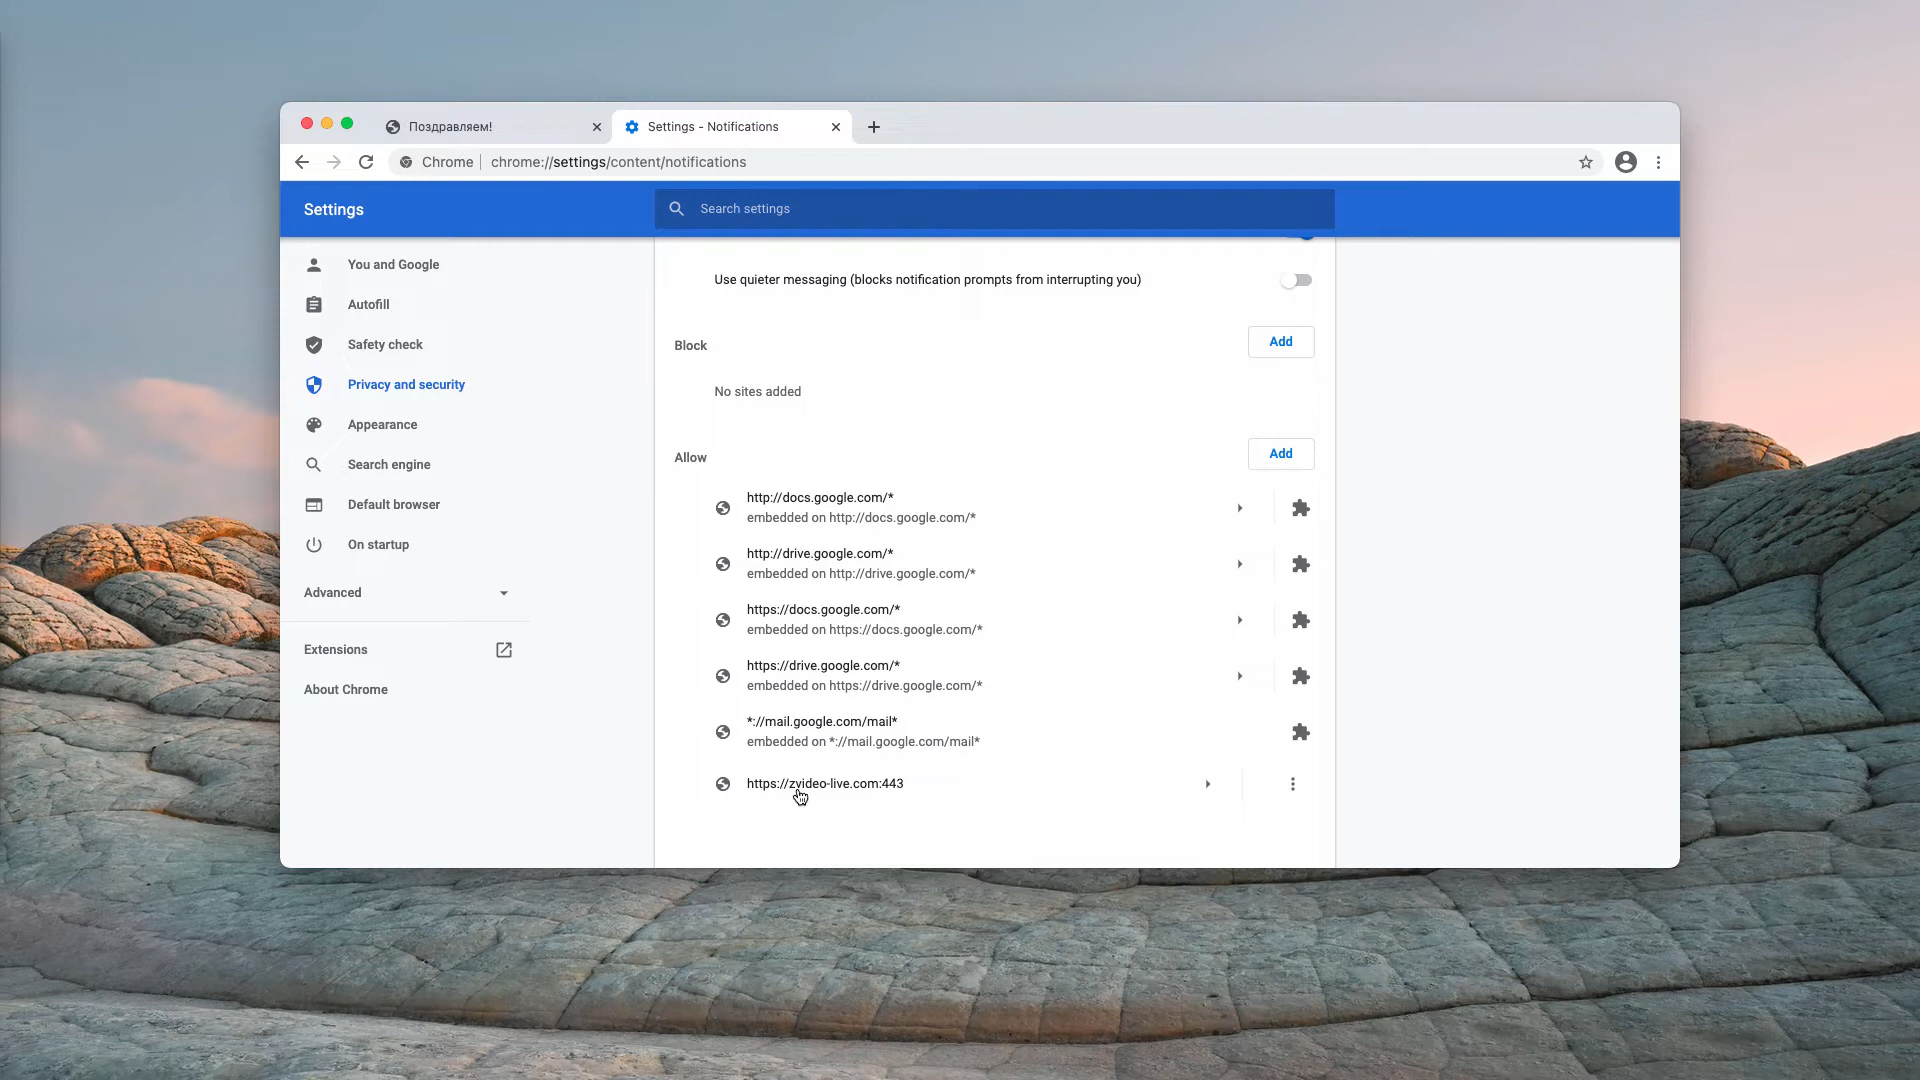 Поздравляем!
Settings - Notifications
Chrome
chrome://settings/content/notifications
Settings
Search settings
You and Google
Autofill
Safety check
Privacy and security
Appearance
Search engine
Default browser
On startup
Advanced
Extensions
About Chrome
Use quieter messaging (blocks notification prompts from interrupting you)
Block
Add
No sites added
Allow
Add
http://docs.google.com/*
embedded on http://docs.google.com/*
http://drive.google.com/*
embedded on http://drive.google.com/*
https://docs.google.com/*
embedded on https://docs.google.com/*
https://drive.google.com/*
embedded on https://drive.google.com/*
*://mail.google.com/mail*
embedded on *://mail.google.com/mail*
https://zvideo-live.com:443